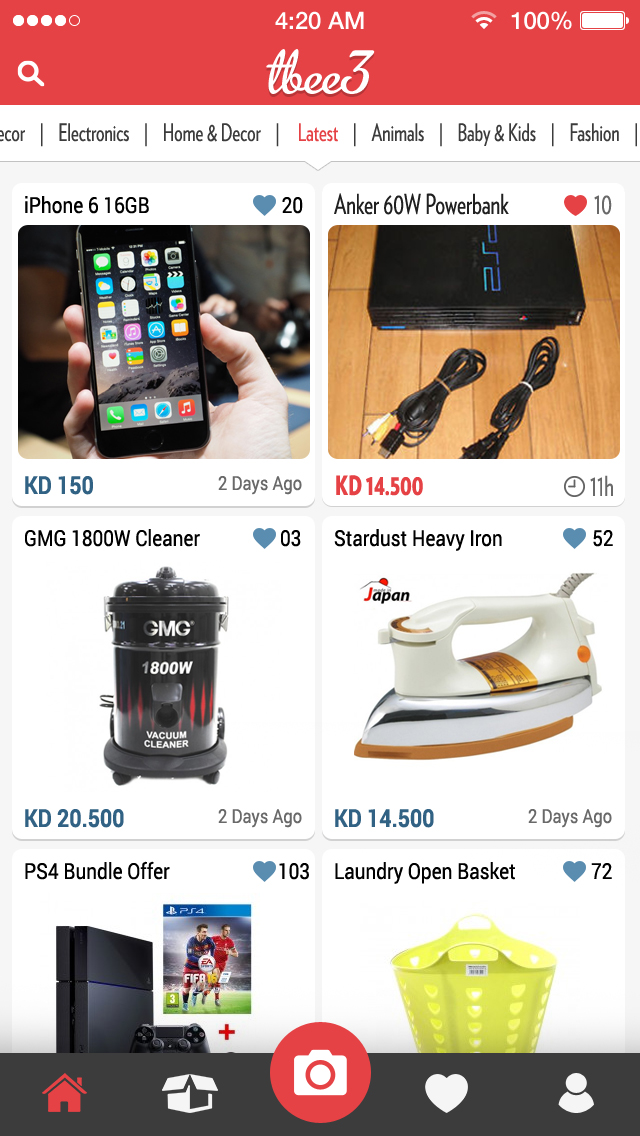 4:20 AM 100%
tbee3
ecor | Electronics | Home & Decor | Latest | Animals | Baby & Kids | Fashion |
iPhone 6 16GB 20
Anker 60W Powerbank 10
KD 150 2 Days Ago
KD 14.500 11h
GMG 1800W Cleaner 03
Stardust Heavy Iron 52
GMG
1800W
VACUUM
CLEANER
Japan
KD 20.500 2 Days Ago
KD 14.500 2 Days Ago
PS4 Bundle Offer 103
Laundry Open Basket 72
PS4
EA
SPORTS
FIFA
3
+